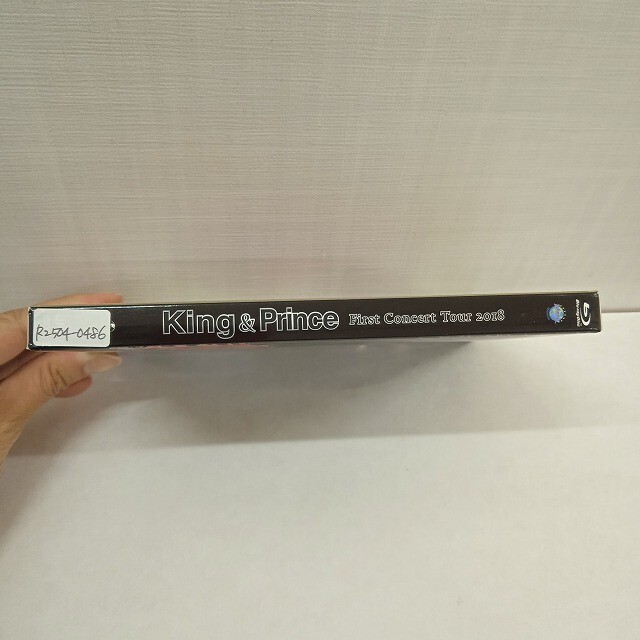 R2504-0486
King & Prince First Concert Tour 2018